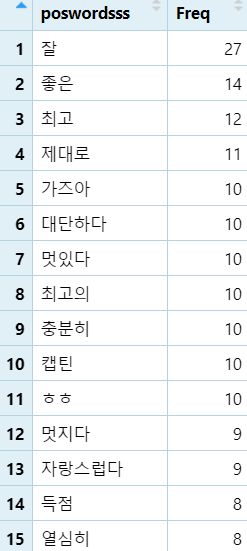 poswordsss Freq
1 잘 27
2 좋은 14
3 최고 12
4 제대로 11
5 가즈아 10
6 대단하다 10
7 멋있다 10
8 최고의 10
9 충분히 10
10 캡틴 10
11 ㅎㅎ 10
12 멋지다 9
13 자랑스럽다 9
14 득점 8
15 열심히 8